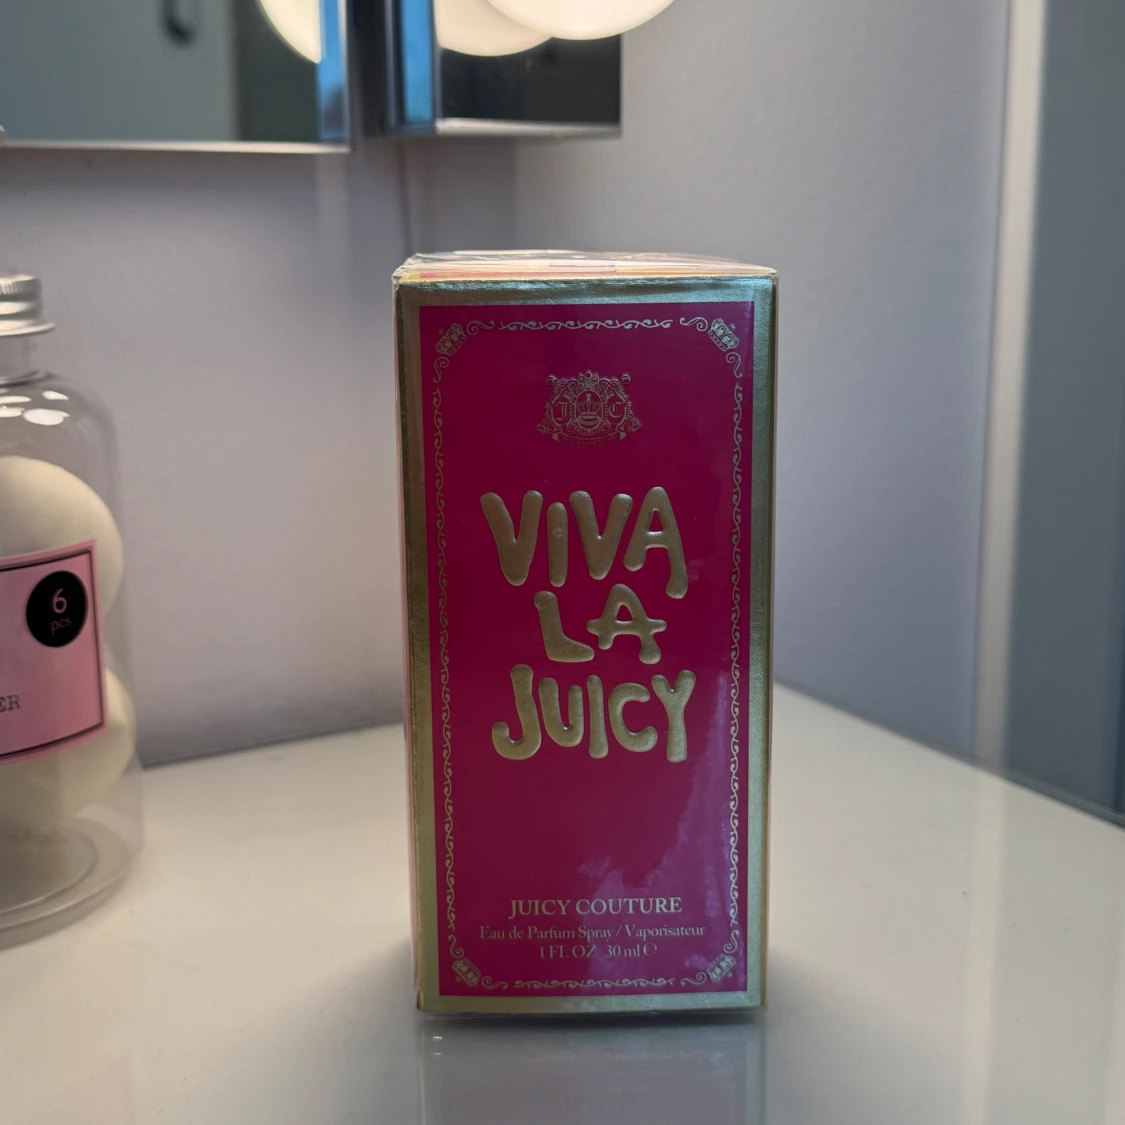 J C
VIVA
LA
JUICY
JUICY COUTURE
Eau de Parfum Spray / Vaporisateur
1 FL OZ 30 ml ℮
6
pcs
ER